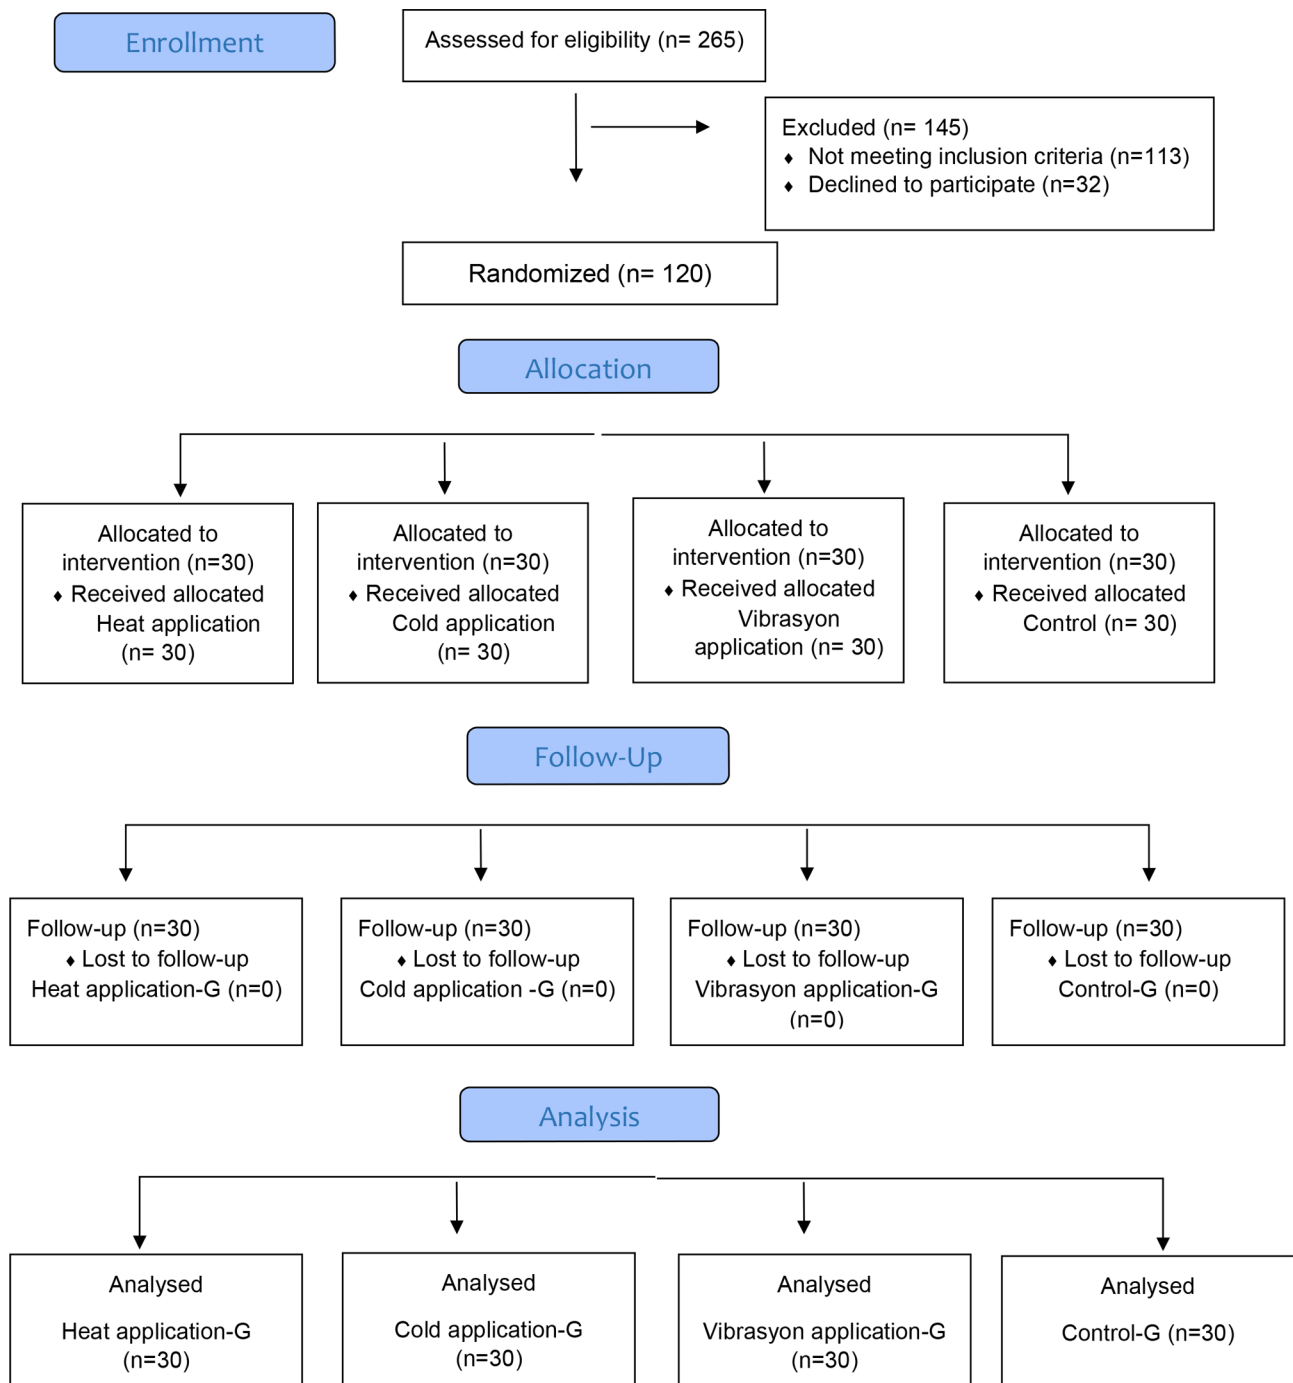 Enrollment
Assessed for eligibility (n= 265)
Excluded (n= 145)
♦ Not meeting inclusion criteria (n=113)
♦ Declined to participate (n=32)
Randomized (n= 120)
Allocation
Allocated to
intervention (n=30)
♦ Received allocated
Heat application
(n= 30)
Allocated to
intervention (n=30)
♦ Received allocated
Cold application
(n= 30)
Allocated to
intervention (n=30)
♦ Received allocated
Vibrasyon
application (n= 30)
Allocated to
intervention (n=30)
♦ Received allocated
Control (n= 30)
Follow-Up
Follow-up (n=30)
♦ Lost to follow-up
Heat application-G (n=0)
Follow-up (n=30)
♦ Lost to follow-up
Cold application -G (n=0)
Follow-up (n=30)
♦ Lost to follow-up
Vibrasyon application-G
(n=0)
Follow-up (n=30)
♦ Lost to follow-up
Control-G (n=0)
Analysis
Analysed
Heat application-G
(n=30)
Analysed
Cold application-G
(n=30)
Analysed
Vibrasyon application-G
(n=30)
Analysed
Control-G (n=30)